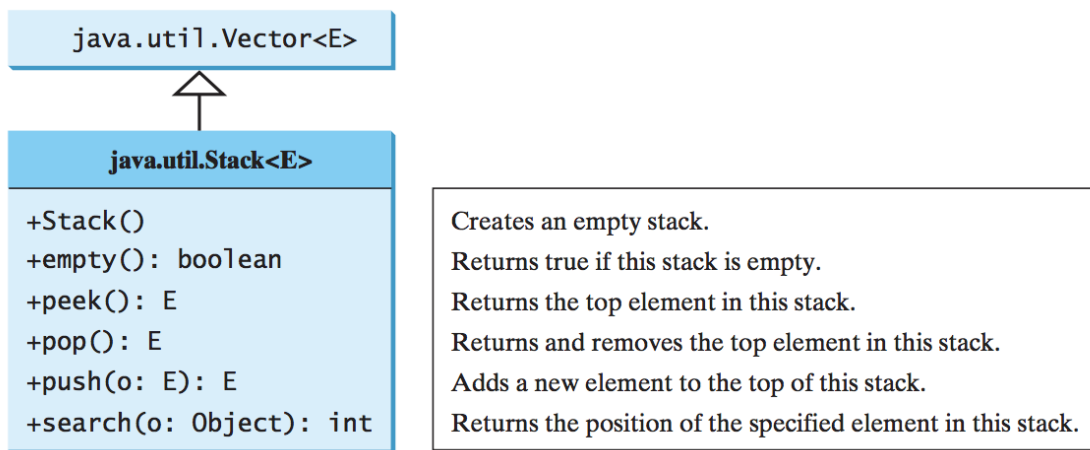 java.util.Vector<E>
java.util.Stack<E>
+Stack()
Creates an empty stack.
+empty(): boolean
Returns true if this stack is empty.
+peek(): E
Returns the top element in this stack.
+pop(): E
Returns and removes the top element in this stack.
+push(o: E): E
Adds a new element to the top of this stack.
+search(o: Object): int
Returns the position of the specified element in this stack.